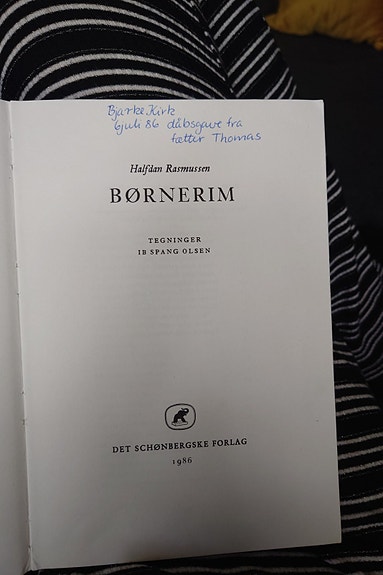 Bjarke Kirk
6 juli 86 dåbsgave fra
fætter Thomas
Halfdan Rasmussen
BØRNERIM
TEGNINGER
IB SPANG OLSEN
DET SCHØNBERGSKE FORLAG
1986